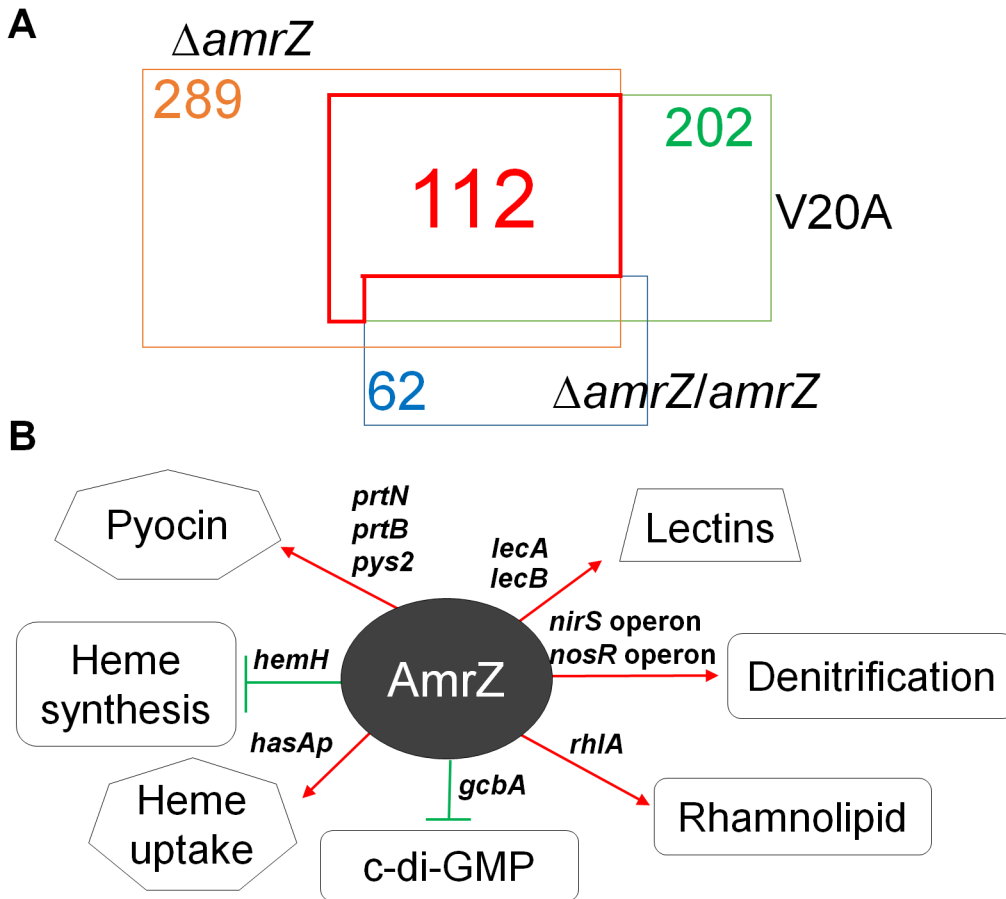 A
ΔamrZ
289
202
112
V20A
62
ΔamrZ/amrZ
B
Pyocin
prtN
prtB
pys2
lecA
lecB
Lectins
nirS operon
nosR operon
Denitrification
AmrZ
Heme
synthesis
hemH
hasAp
Heme
uptake
gcbA
c-di-GMP
rhlA
Rhamnolipid